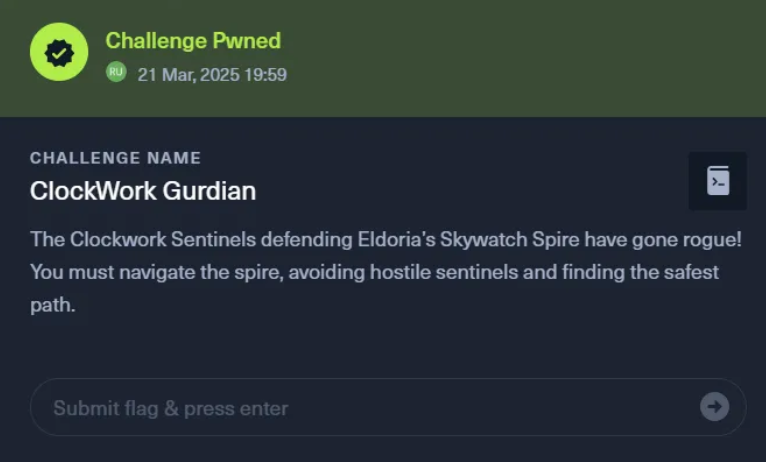 Challenge Pwned
RU 21 Mar, 2025 19:59
CHALLENGE NAME
ClockWork Gurdian
>_
The Clockwork Sentinels defending Eldoria's Skywatch Spire have gone rogue!
You must navigate the spire, avoiding hostile sentinels and finding the safest
path.
Submit flag & press enter